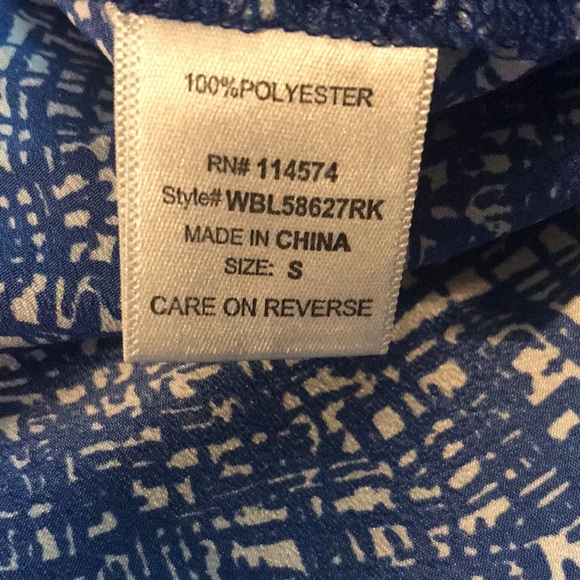 100%POLYESTER
RN# 114574
Style# WBL58627RK
MADE IN CHINA
SIZE: S
CARE ON REVERSE